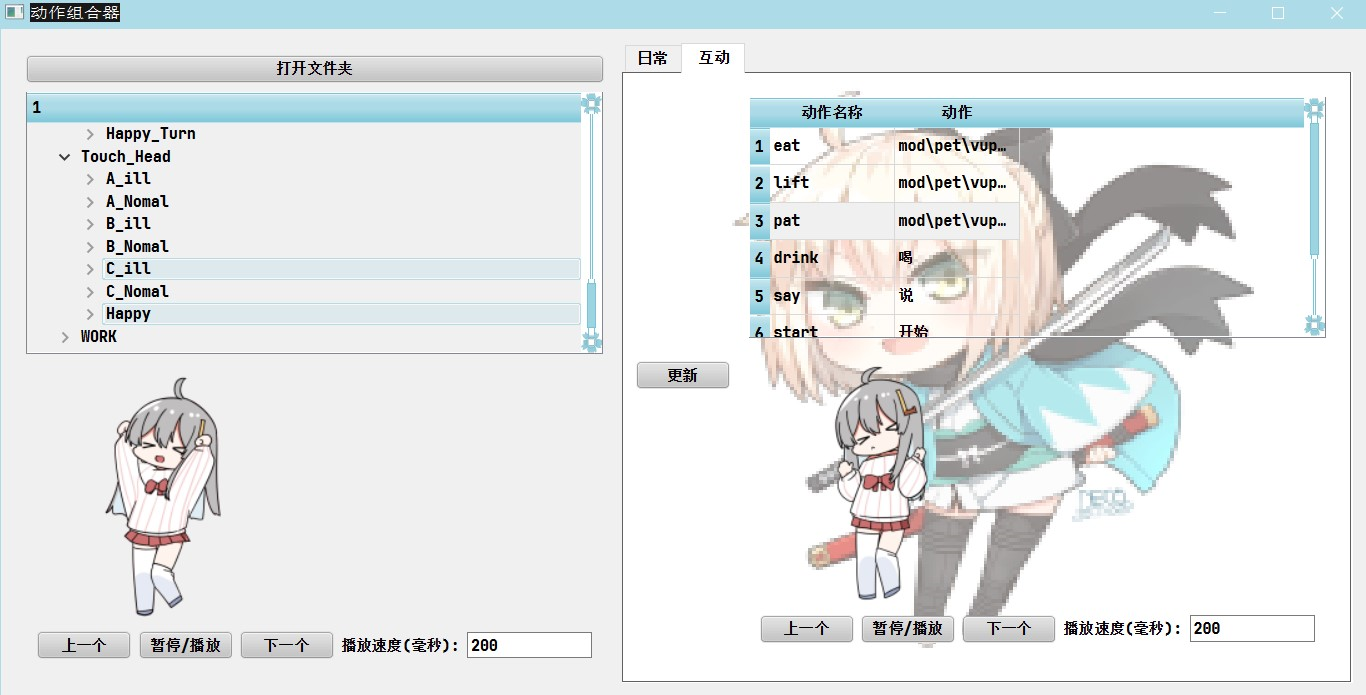 动作组合器
打开文件夹
1
Happy_Turn
Touch_Head
A_ill
A_Nomal
B_ill
B_Nomal
C_ill
C_Nomal
Happy
WORK
上一个 暂停/播放 下一个 播放速度(毫秒): 200
日常 互动
动作名称 动作
1 eat mod\pet\vup…
2 lift mod\pet\vup…
3 pat mod\pet\vup…
4 drink 喝
5 say 说
6 start 开始
更新
上一个 暂停/播放 下一个 播放速度(毫秒): 200